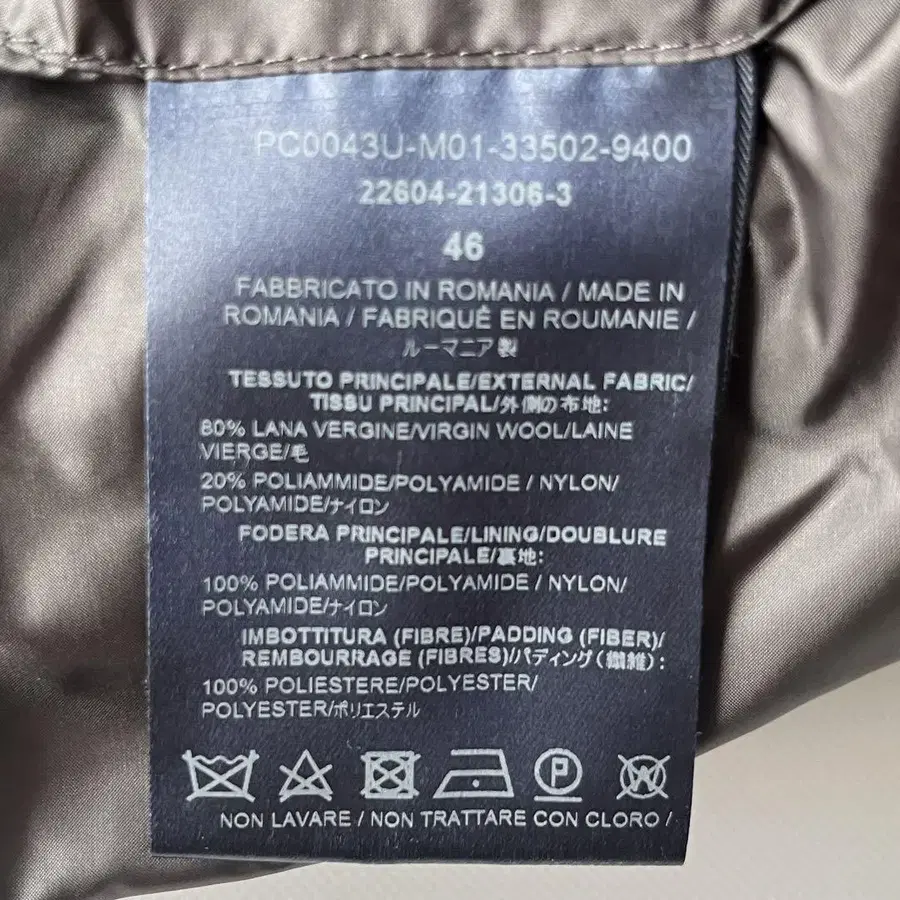 PC0043U-M01-33502-9400
22604-21306-3
46
FABBRICATO IN ROMANIA / MADE IN
ROMANIA / FABRIQUÉ EN ROUMANIE /
ルーマニア製
TESSUTO PRINCIPALE/EXTERNAL FABRIC/
TISSU PRINCIPAL/外側の布地:
80% LANA VERGINE/VIRGIN WOOL/LAINE
VIERGE/毛
20% POLIAMMIDE/POLYAMIDE / NYLON/
POLYAMIDE/ナイロン
FODERA PRINCIPALE/LINING/DOUBLURE
PRINCIPALE/裏地:
100% POLIAMMIDE/POLYAMIDE / NYLON/
POLYAMIDE/ナイロン
IMBOTTITURA (FIBRE)/PADDING (FIBER)/
REMBOURRAGE (FIBRES)/パディング(繊維):
100% POLIESTERE/POLYESTER/
POLYESTER/ポリエステル
P W
NON LAVARE / NON TRATTARE CON CLORO /